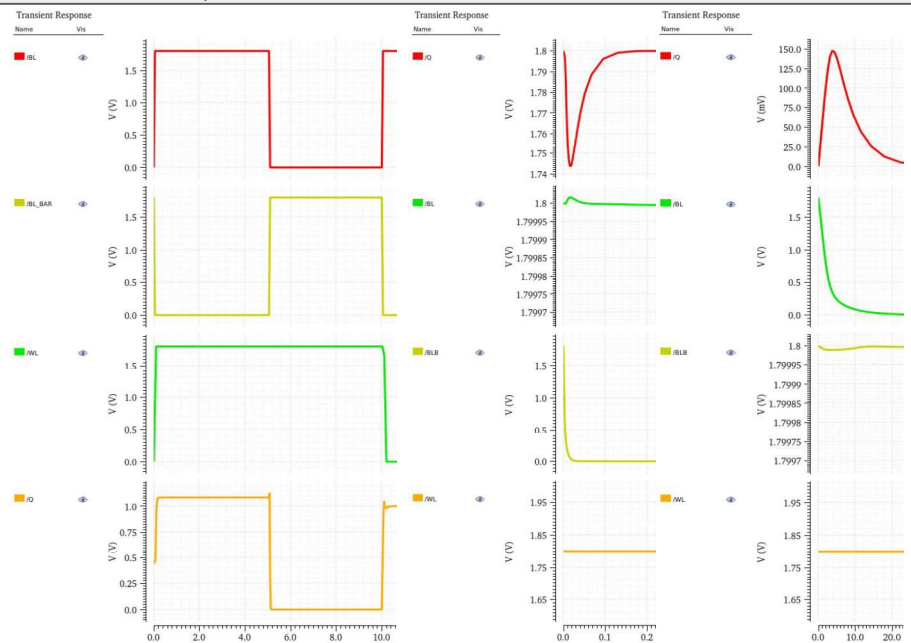 Transient Response
Name Vis
/BL
V (V)
1.5
1.0
0.5
0.0
/BL_BAR
V (V)
1.5
1.0
0.5
0.0
/WL
V (V)
1.5
1.0
0.5
0.0
/Q
V (V)
1.0
0.75
0.5
0.25
0.0
0.0 2.0 4.0 6.0 8.0 10.0
Transient Response
Name Vis
/Q
V (V)
1.8
1.79
1.78
1.77
1.76
1.75
1.74
/BL
V (V)
1.8
1.79995
1.7999
1.79985
1.7998
1.79975
1.7997
/BLB
V (V)
1.5
1.0
0.5
0.0
/WL
V (V)
1.95
1.85
1.75
1.65
0.0 0.1 0.2
Transient Response
Name Vis
/Q
V (mV)
150.0
125.0
100.0
75.0
50.0
25.0
0.0
/BL
V (V)
1.5
1.0
0.5
0.0
/BLB
V (V)
1.8
1.79995
1.7999
1.79985
1.7998
1.79975
1.7997
/WL
V (V)
1.95
1.85
1.75
1.65
0.0 10.0 20.0